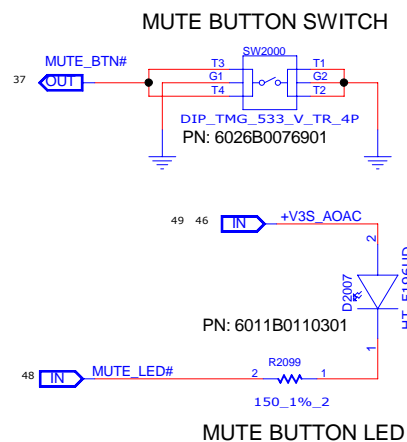 MUTE BUTTON SWITCH
SW2000
MUTE_BTN#
T3
T1
37
OUT
G1
G2
T4
T2
DIP_TMG_533_V_TR_4P
PN: 6026B0076901
49 46
IN
+V3S_AOAC
2
D2007
HT_F196UD
PN: 6011B0110301
1
48
IN
MUTE_LED#
2
R2099
1
150_1%_2
MUTE BUTTON LED